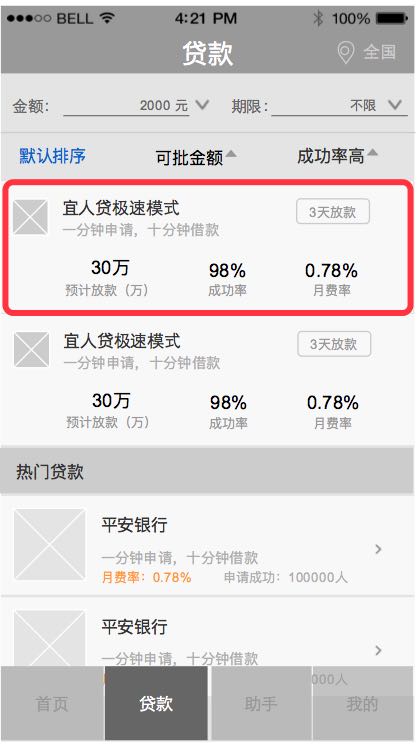 BELL 4:21 PM 100%
贷款 全国
金额： 2000 元 期限： 不限
默认排序 可批金额 成功率高
宜人贷极速模式 3天放款
一分钟申请，十分钟借款
30万 98% 0.78%
预计放款（万） 成功率 月费率
宜人贷极速模式 3天放款
一分钟申请，十分钟借款
30万 98% 0.78%
预计放款（万） 成功率 月费率
热门贷款
平安银行
一分钟申请，十分钟借款
月费率：0.78% 申请成功：100000人
平安银行
一分钟申请，十分钟借款
000人
首页 贷款 助手 我的